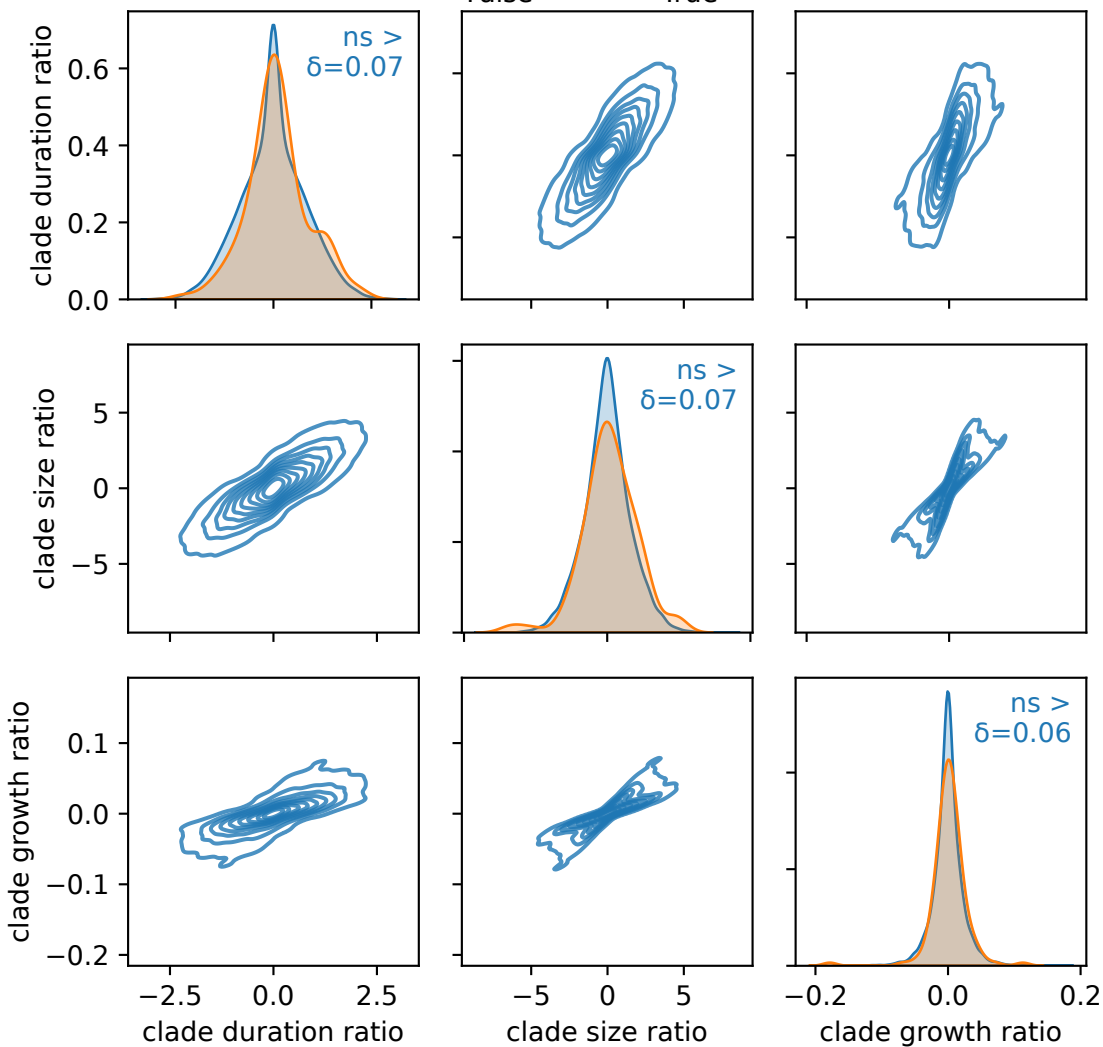 clade duration ratio
0.6
0.4
0.2
0.0
ns >
δ=0.07
clade size ratio
5
0
−5
ns >
δ=0.07
clade growth ratio
0.1
0.0
−0.1
−0.2
ns >
δ=0.06
−2.5 0.0 2.5
−5 0 5
−0.2 0.0 0.2
clade duration ratio
clade size ratio
clade growth ratio